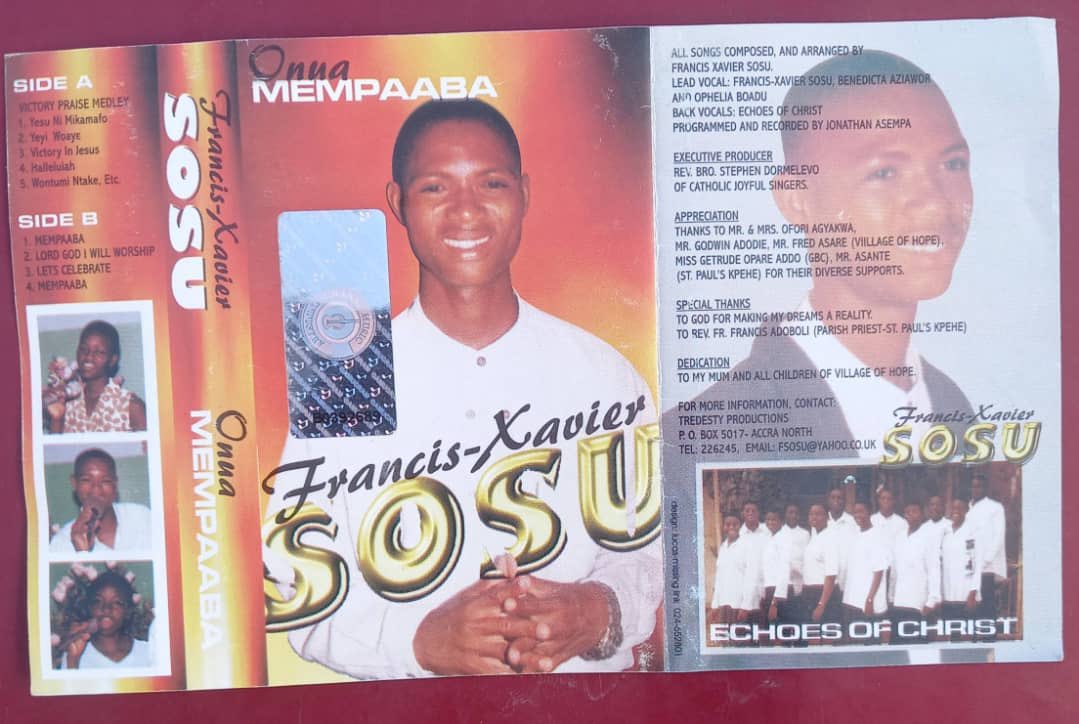 SIDE A
VICTORY PRAISE MEDLEY
1. Yesu Ni Mikamafo
2. Yeyi Woayɛ
3. Victory In Jesus
4. Halleluiah
5. Wontumi Ntake, Etc.
SIDE B
1. MEMPAABA
2. LORD GOD I WILL WORSHIP
3. LETS CELEBRATE
4. MEMPAABA
Francis-Xavier
SOSU
Onua
MEMPAABA
Onua
MEMPAABA
Francis-Xavier
SOSU
ALL SONGS COMPOSED, AND ARRANGED BY
FRANCIS XAVIER SOSU.
LEAD VOCAL: FRANCIS-XAVIER SOSU, BENEDICTA AZIAWOR
AND OPHELIA BOADU
BACK VOCALS: ECHOES OF CHRIST
PROGRAMMED AND RECORDED BY JONATHAN ASEMPA
EXECUTIVE PRODUCER
REV. BRO. STEPHEN DORMELEVO
OF CATHOLIC JOYFUL SINGERS.
APPRECIATION
THANKS TO MR. & MRS. OFORI AGYAKWA,
MR. GODWIN ADODIE, MR. FRED ASARE (VIILLAGE OF HOPE),
MISS GETRUDE OPARE ADDO (GBC), MR. ASANTE
(ST. PAUL'S KPEHE) FOR THEIR DIVERSE SUPPORTS.
SPECIAL THANKS
TO GOD FOR MAKING MY DREAMS A REALITY.
TO REV. FR. FRANCIS ADOBOLI (PARISH PRIEST-ST. PAUL'S KPEHE)
DEDICATION
TO MY MUM AND ALL CHILDREN OF VILLAGE OF HOPE.
FOR MORE INFORMATION, CONTACT:
TREDESTY PRODUCTIONS
P. O. BOX 5017- ACCRA NORTH
TEL: 226245, EMAIL: FSOSU@YAHOO.CO.UK
Francis-Xavier
SOSU
ECHOES OF CHRIST